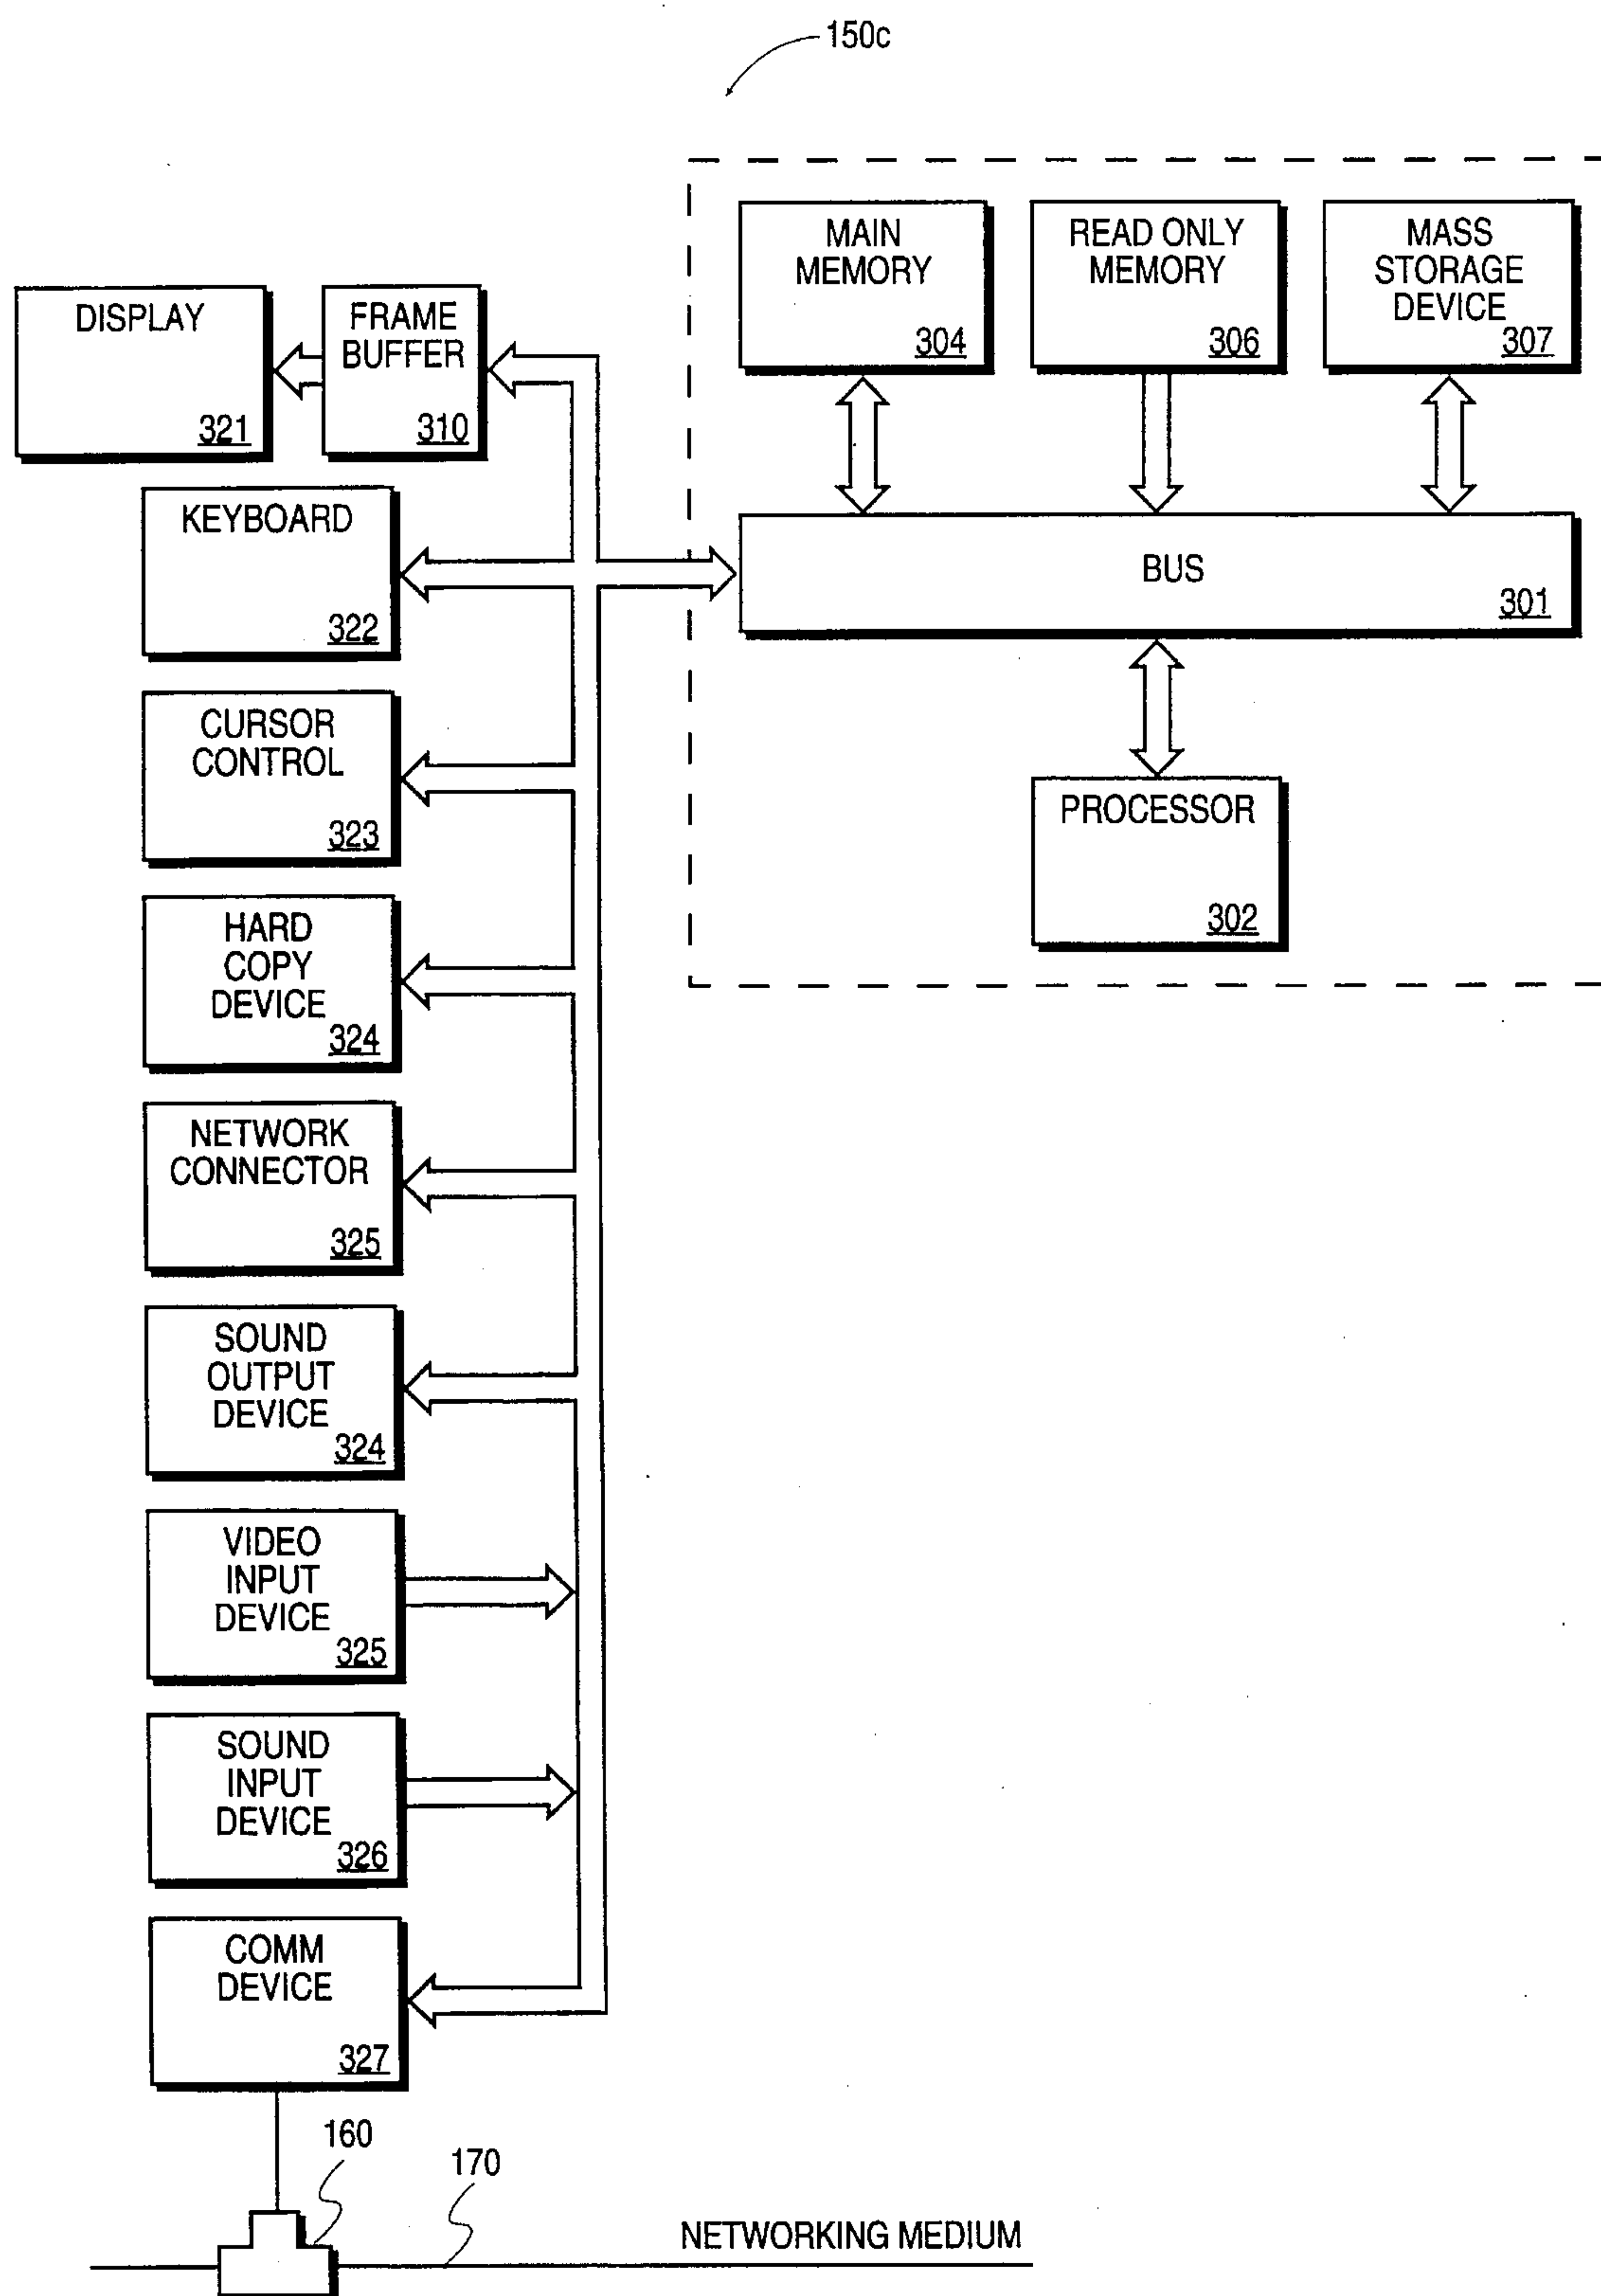 150c
MAIN
MEMORY
304
READ ONLY
MEMORY
306
MASS
STORAGE
DEVICE
307
DISPLAY
321
FRAME
BUFFER
310
KEYBOARD
322
BUS
301
CURSOR
CONTROL
323
PROCESSOR
302
HARD
COPY
DEVICE
324
NETWORK
CONNECTOR
325
SOUND
OUTPUT
DEVICE
324
VIDEO
INPUT
DEVICE
325
SOUND
INPUT
DEVICE
326
COMM
DEVICE
327
160
170
NETWORKING MEDIUM